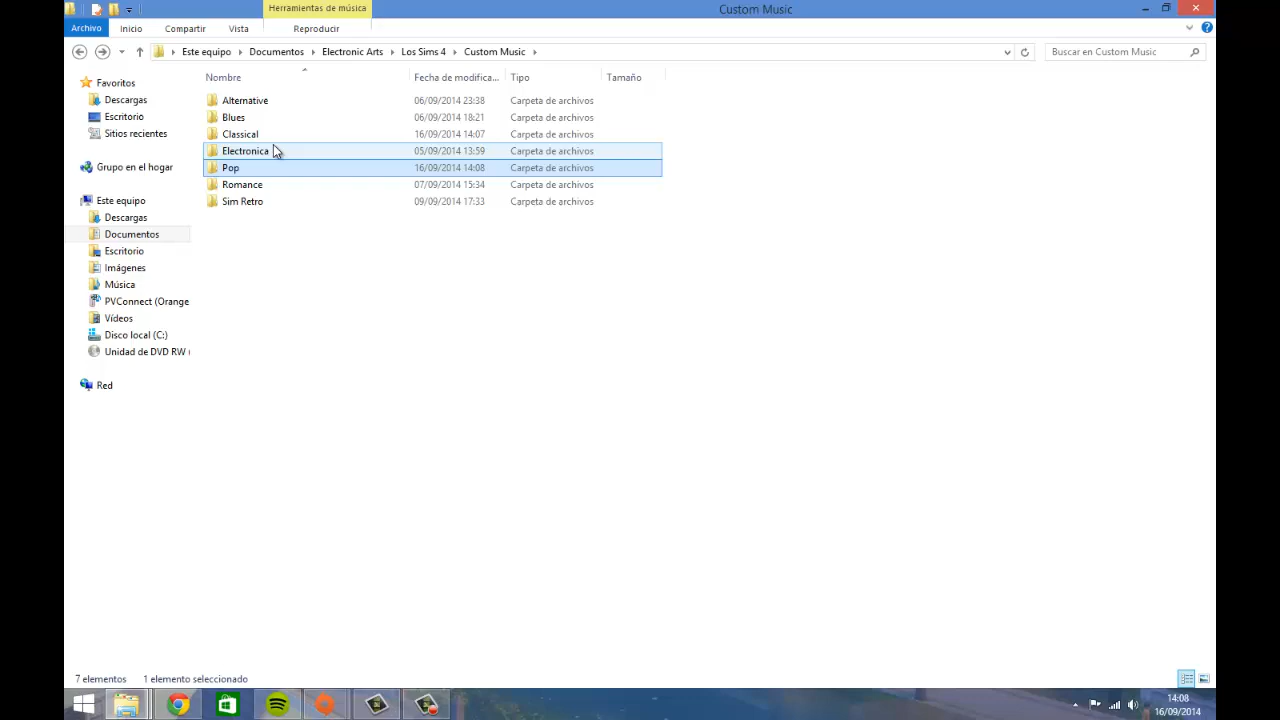 Herramientas de música
Custom Music
Archivo Inicio Compartir Vista Reproducir
Este equipo Documentos Electronic Arts Los Sims 4 Custom Music
Buscar en Custom Music
Nombre Fecha de modifica... Tipo Tamaño
Alternative 06/09/2014 23:38 Carpeta de archivos
Blues 06/09/2014 18:21 Carpeta de archivos
Classical 16/09/2014 14:07 Carpeta de archivos
Electronica 05/09/2014 13:59 Carpeta de archivos
Pop 16/09/2014 14:08 Carpeta de archivos
Romance 07/09/2014 15:34 Carpeta de archivos
Sim Retro 09/09/2014 17:33 Carpeta de archivos
Favoritos
Descargas
Escritorio
Sitios recientes
Grupo en el hogar
Este equipo
Descargas
Documentos
Escritorio
Imágenes
Música
PVConnect (Orange
Vídeos
Disco local (C:)
Unidad de DVD RW (
Red
7 elementos 1 elemento seleccionado
14:08
16/09/2014